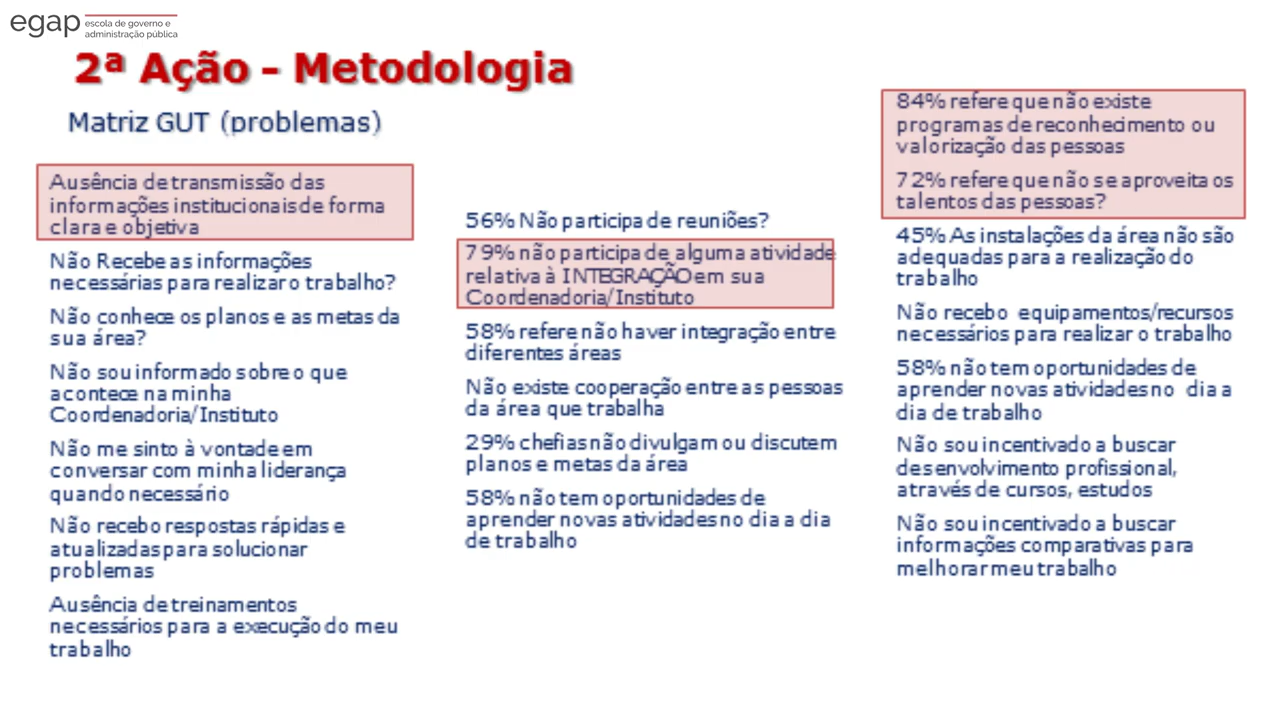 egap
escola de governo e
administração pública
2ª Ação - Metodologia
Matriz GUT (problemas)
Ausência de transmissão das
informações institucionais de forma
clara e objetiva
Não Recebe as informações
necessárias para realizar o trabalho?
Não conhece os planos e as metas da
sua área?
Não sou informado sobre o que
acontece na minha
Coordenadoria/Instituto
Não me sinto à vontade em
conversar com minha liderança
quando necessário
Não recebo respostas rápidas e
atualizadas para solucionar
problemas
Ausência de treinamentos
necessários para a execução do meu
trabalho
56% Não participa de reuniões?
79% não participa de alguma atividade
relativa à INTEGRAÇÃO em sua
Coordenadoria/Instituto
58% refere não haver integração entre
diferentes áreas
Não existe cooperação entre as pessoas
da área que trabalha
29% chefias não divulgam ou discutem
planos e metas da área
58% não tem oportunidades de
aprender novas atividades no dia a dia
de trabalho
84% refere que não existe
programas de reconhecimento ou
valorização das pessoas
72% refere que não se aproveita os
talentos das pessoas?
45% As instalações da área não são
adequadas para a realização do
trabalho
Não recebo equipamentos/recursos
necessários para realizar o trabalho
58% não tem oportunidades de
aprender novas atividades no dia a
dia de trabalho
Não sou incentivado a buscar
desenvolvimento profissional,
através de cursos, estudos
Não sou incentivado a buscar
informações comparativas para
melhorar meu trabalho